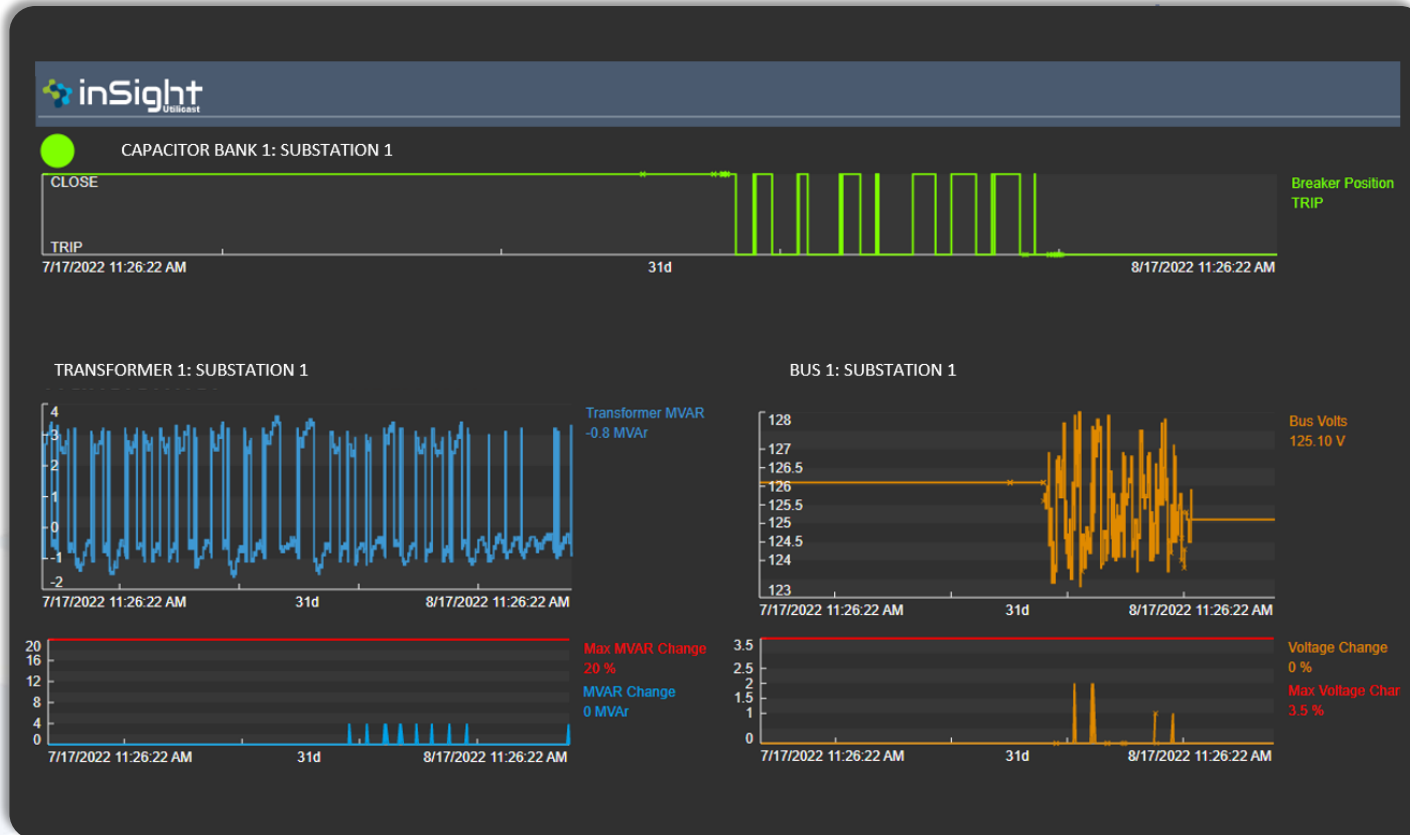 inSight
Utilicast
CAPACITOR BANK 1: SUBSTATION 1
CLOSE
TRIP
7/17/2022 11:26:22 AM
31d
8/17/2022 11:26:22 AM
Breaker Position
TRIP
TRANSFORMER 1: SUBSTATION 1
4
3
2
1
0
-1
-2
7/17/2022 11:26:22 AM
31d
8/17/2022 11:26:22 AM
Transformer MVAR
-0.8 MVAr
BUS 1: SUBSTATION 1
128
127
126.5
126
125.5
125
124.5
124
123
7/17/2022 11:26:22 AM
31d
8/17/2022 11:26:22 AM
Bus Volts
125.10 V
20
16
12
8
4
0
7/17/2022 11:26:22 AM
31d
8/17/2022 11:26:22 AM
Max MVAR Change
20 %
MVAR Change
0 MVAr
3.5
2.5
2
1.5
1
0
7/17/2022 11:26:22 AM
31d
8/17/2022 11:26:22 AM
Voltage Change
0 %
Max Voltage Char
3.5 %